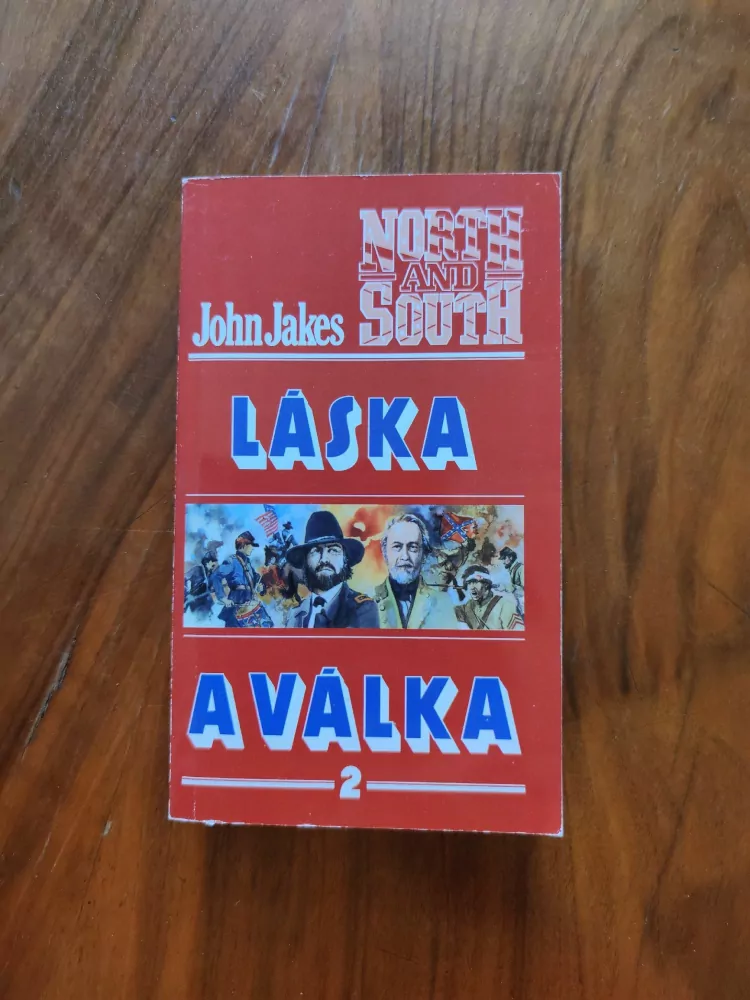 NORTH
AND
SOUTH
John Jakes
LÁSKA
A VÁLKA
2